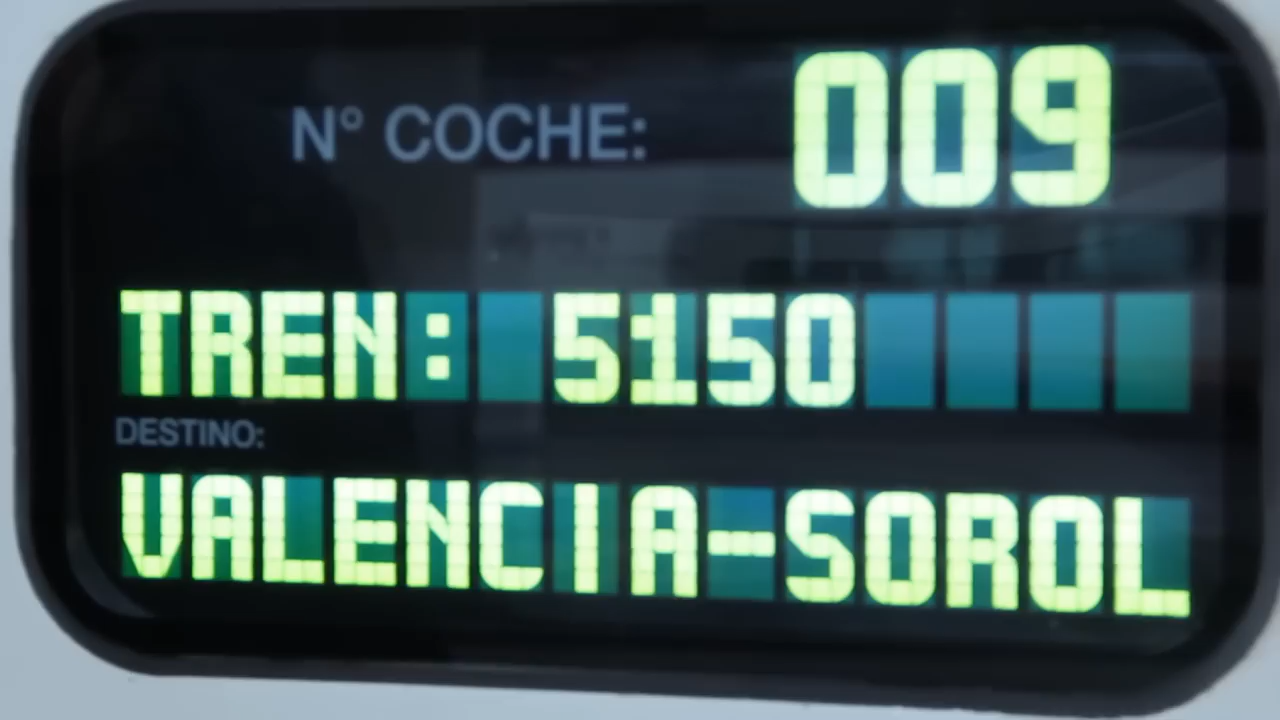 N° COCHE: 009
TREN: 5150
DESTINO:
VALENCIA-SOROL